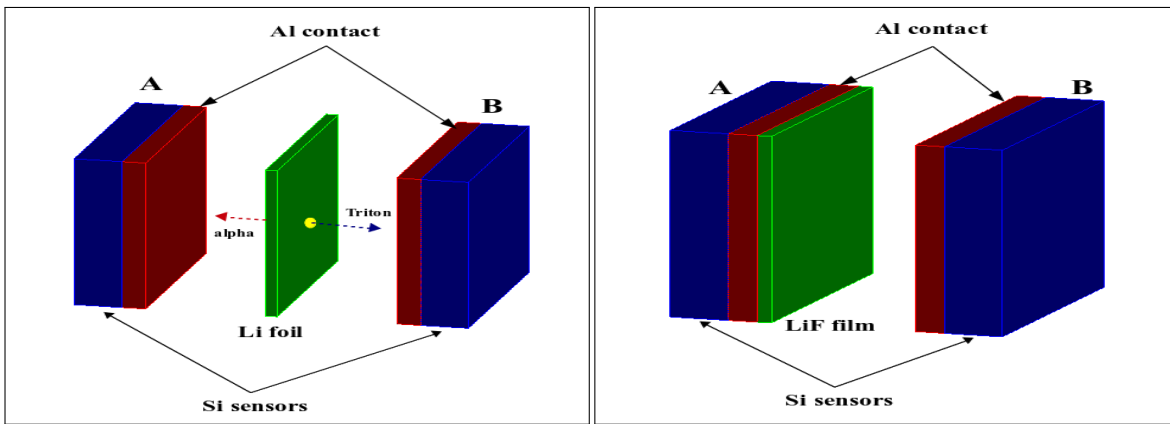 Al contact
A
B
alpha
Triton
Li foil
Si sensors
Al contact
A
B
LiF film
Si sensors